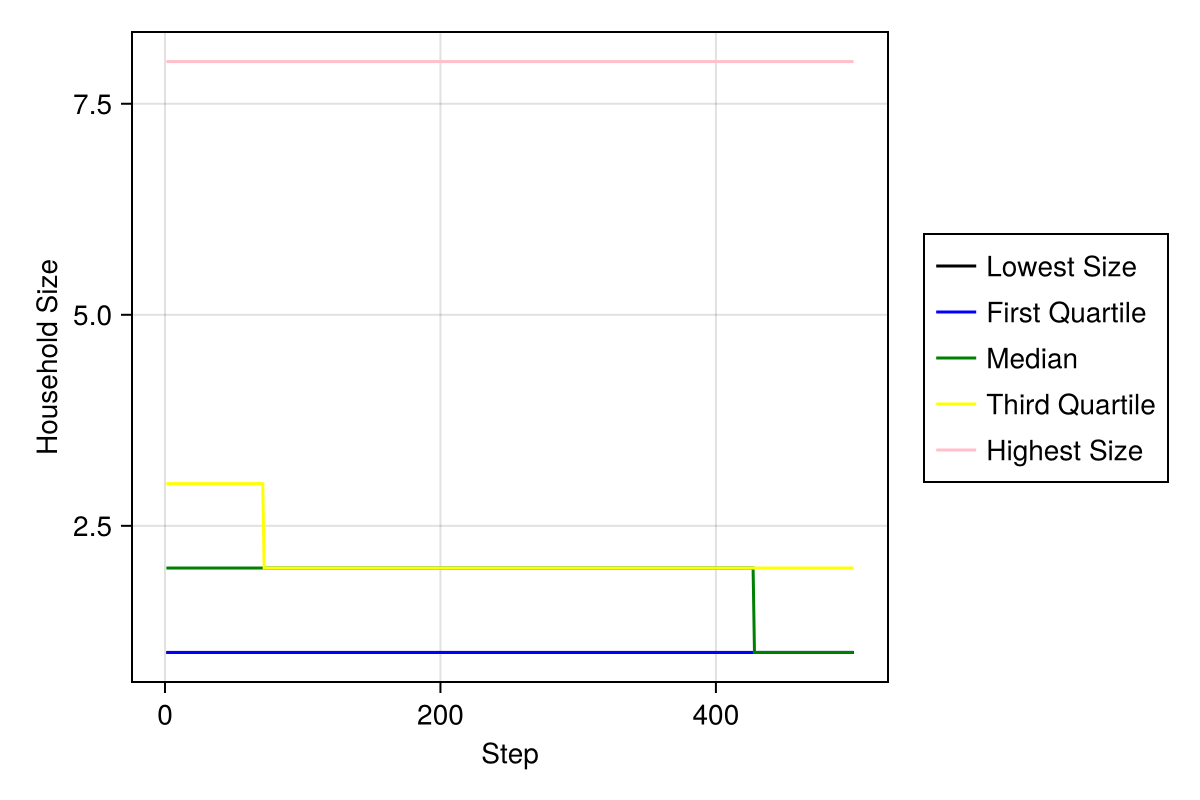 7.5
5.0
2.5
Household Size
0
200
400
Step
Lowest Size
First Quartile
Median
Third Quartile
Highest Size